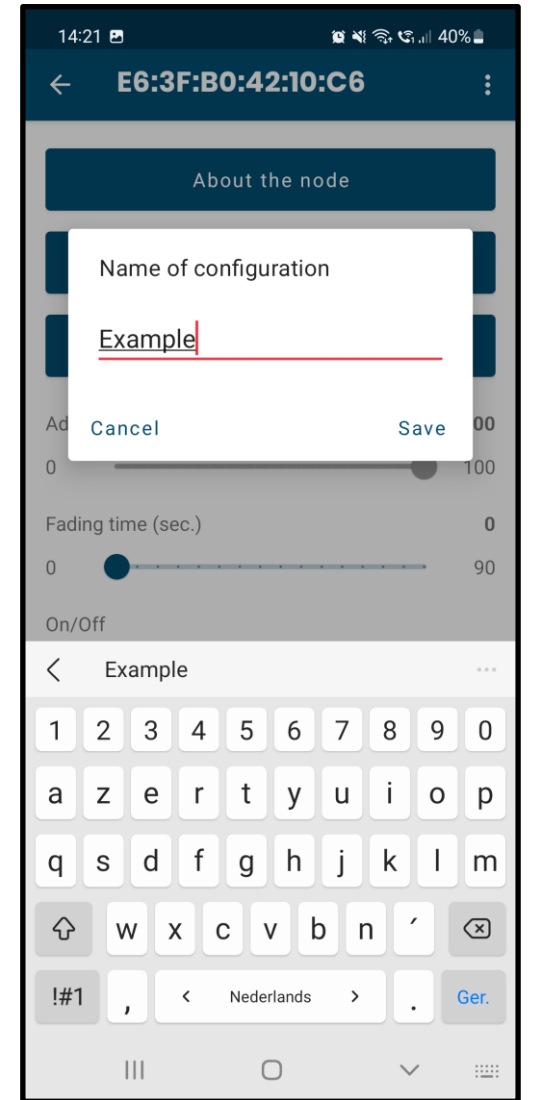 14:21 40%
E6:3F:B0:42:10:C6
About the node
Name of configuration
Example
Cancel Save
Ad 00
0 100
Fading time (sec.) 0
0 90
On/Off
Example
1 2 3 4 5 6 7 8 9 0
a z e r t y u i o p
q s d f g h j k l m
w x c v b n ´
!#1 , < Nederlands > . Ger.